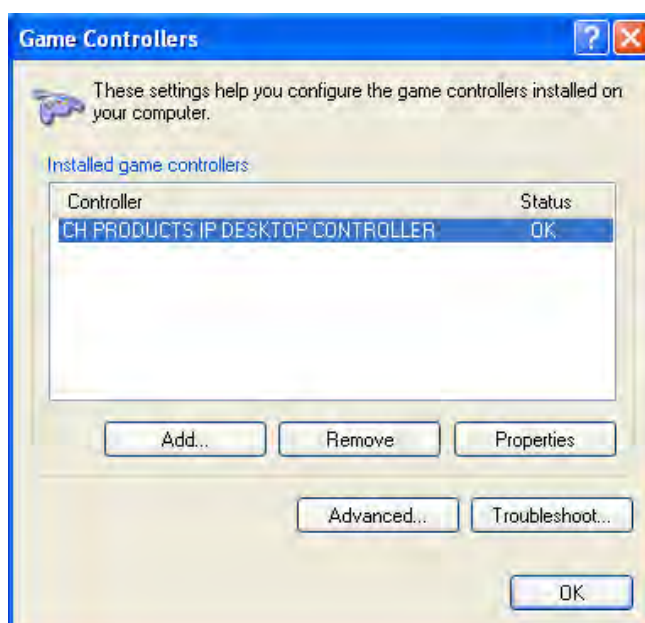 Game Controllers
These settings help you configure the game controllers installed on
your computer.
Installed game controllers
Controller Status
CH PRODUCTS IP DESKTOP CONTROLLER OK
Add... Remove Properties
Advanced... Troubleshoot...
OK